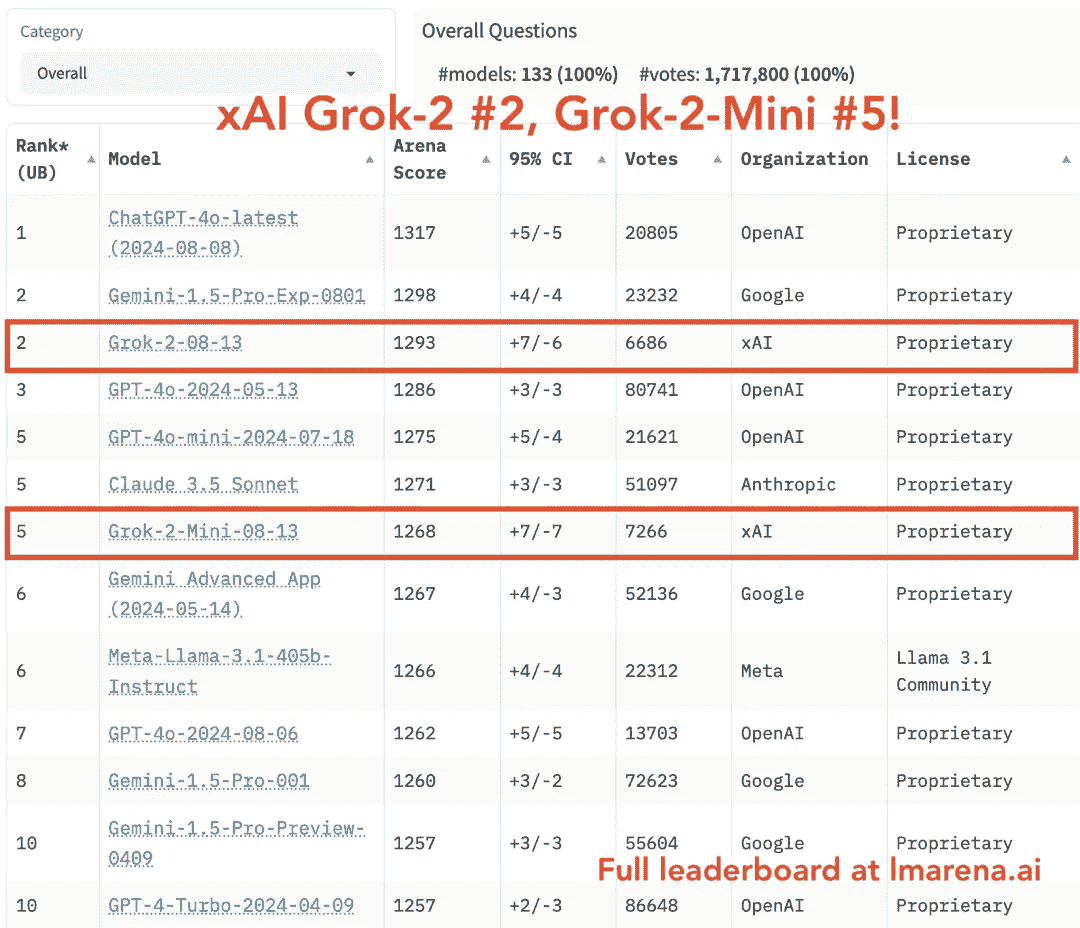 Category
Overall
Overall Questions
#models: 133 (100%) #votes: 1,717,800 (100%)
xAI Grok-2 #2, Grok-2-Mini #5!
Rank* (UB) Model Arena Score 95% CI Votes Organization License
1 ChatGPT-4o-latest (2024-08-08) 1317 +5/-5 20805 OpenAI Proprietary
2 Gemini-1.5-Pro-Exp-0801 1298 +4/-4 23232 Google Proprietary
2 Grok-2-08-13 1293 +7/-6 6686 xAI Proprietary
3 GPT-4o-2024-05-13 1286 +3/-3 80741 OpenAI Proprietary
5 GPT-4o-mini-2024-07-18 1275 +5/-4 21621 OpenAI Proprietary
5 Claude 3.5 Sonnet 1271 +3/-3 51097 Anthropic Proprietary
5 Grok-2-Mini-08-13 1268 +7/-7 7266 xAI Proprietary
6 Gemini Advanced App (2024-05-14) 1267 +4/-3 52136 Google Proprietary
6 Meta-Llama-3.1-405b-Instruct 1266 +4/-4 22312 Meta Llama 3.1 Community
7 GPT-4o-2024-08-06 1262 +5/-5 13703 OpenAI Proprietary
8 Gemini-1.5-Pro-001 1260 +3/-2 72623 Google Proprietary
10 Gemini-1.5-Pro-Preview-0409 1257 +3/-3 55604 Google Proprietary
Full leaderboard at lmarena.ai
10 GPT-4-Turbo-2024-04-09 1257 +2/-3 86648 OpenAI Proprietary